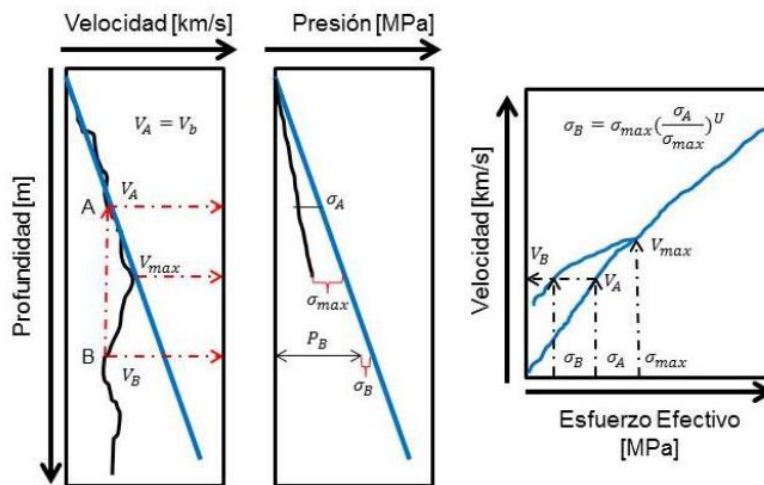 Velocidad [km/s]
Presión [MPa]
Profundidad [m]
V_A = V_b
V_A
A
V_max
B
V_B
σ_A
σ_max
P_B
σ_B
Velocidad [km/s]
σ_B = σ_max(σ_A/σ_max)^U
V_max
V_B
V_A
σ_B
σ_A
σ_max
Esfuerzo Efectivo
[MPa]